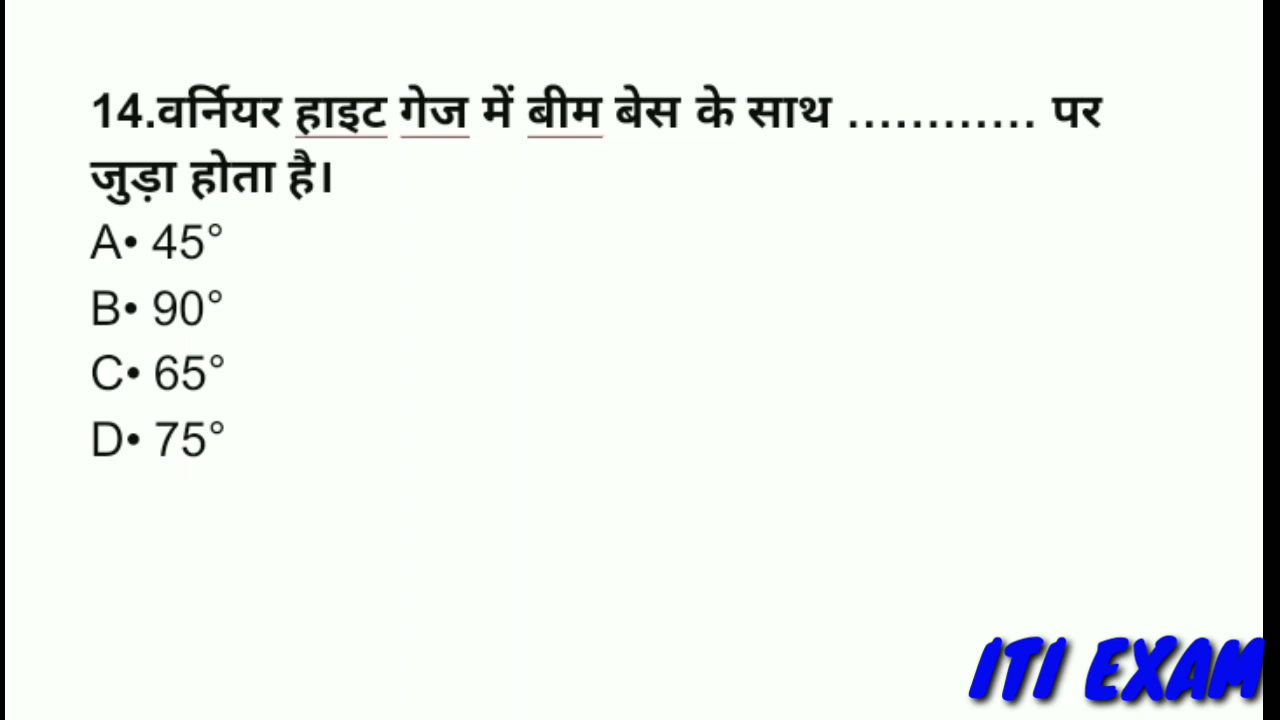 14.वर्नियर हाइट गेज में बीम बेस के साथ ............ पर
जुड़ा होता है।
A• 45°
B• 90°
C• 65°
D• 75°
ITI EXAM